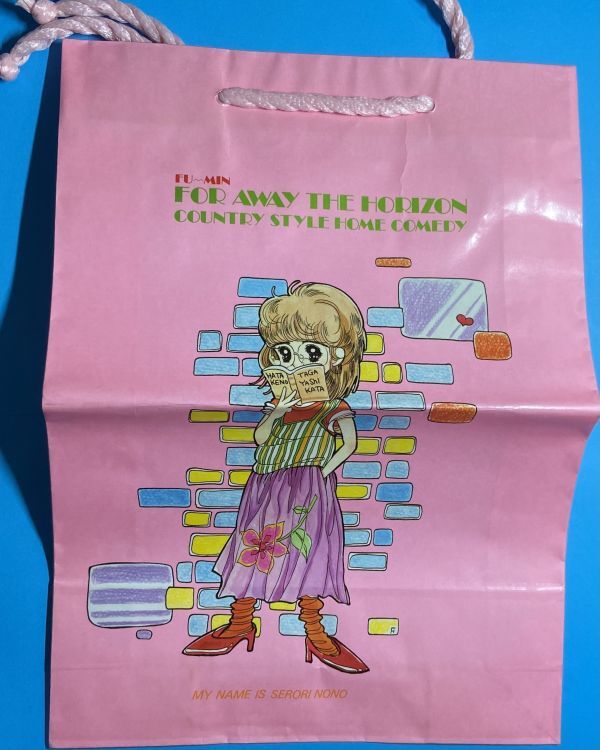 FU~MIN
FOR AWAY THE HORIZON
COUNTRY STYLE HOME COMEDY
HATA
KENO
TAGA
YASHI
KATA
MY NAME IS SERORI NONO